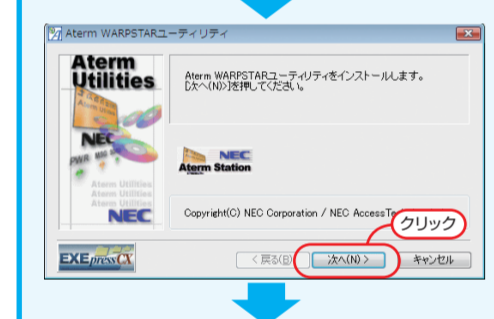 Aterm WARPSTARユーティリティ
Aterm
Utilities
Aterm WARPSTARユーティリティをインストールします。
[次へ(N)>]を押してください。
NEC
PWR
NEC
Aterm Station
Aterm Utilities
Aterm Utilities
Aterm Utilities
NEC
Copyright(C) NEC Corporation / NEC AccessTe
クリック
EXEpressCX
< 戻る(B)
次へ(N) >
キャンセル